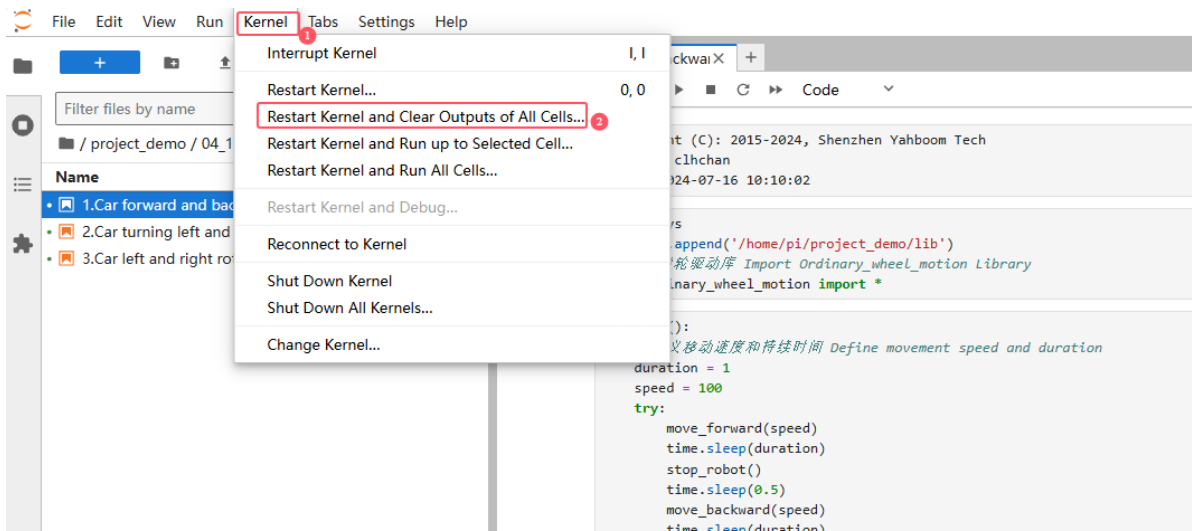 File Edit View Run Kernel Tabs Settings Help
1
Interrupt Kernel I, I
Restart Kernel... 0, 0
Restart Kernel and Clear Outputs of All Cells...
2
Restart Kernel and Run up to Selected Cell...
Restart Kernel and Run All Cells...
Restart Kernel and Debug...
Reconnect to Kernel
Shut Down Kernel
Shut Down All Kernels...
Change Kernel...
+
Filter files by name
/ project_demo / 04_1
Name
1.Car forward and bac
2.Car turning left and
3.Car left and right ro
ckwar × +
Code
nt (C): 2015-2024, Shenzhen Yahboom Tech
clhchan
024-07-16 10:10:02
.append('/home/pi/project_demo/lib')
轮驱动库 Import Ordinary_wheel_motion Library
inary_wheel_motion import *
():
义移动速度和持续时间 Define movement speed and duration
duration = 1
speed = 100
try:
move_forward(speed)
time.sleep(duration)
stop_robot()
time.sleep(0.5)
move_backward(speed)
time.sleep(duration)